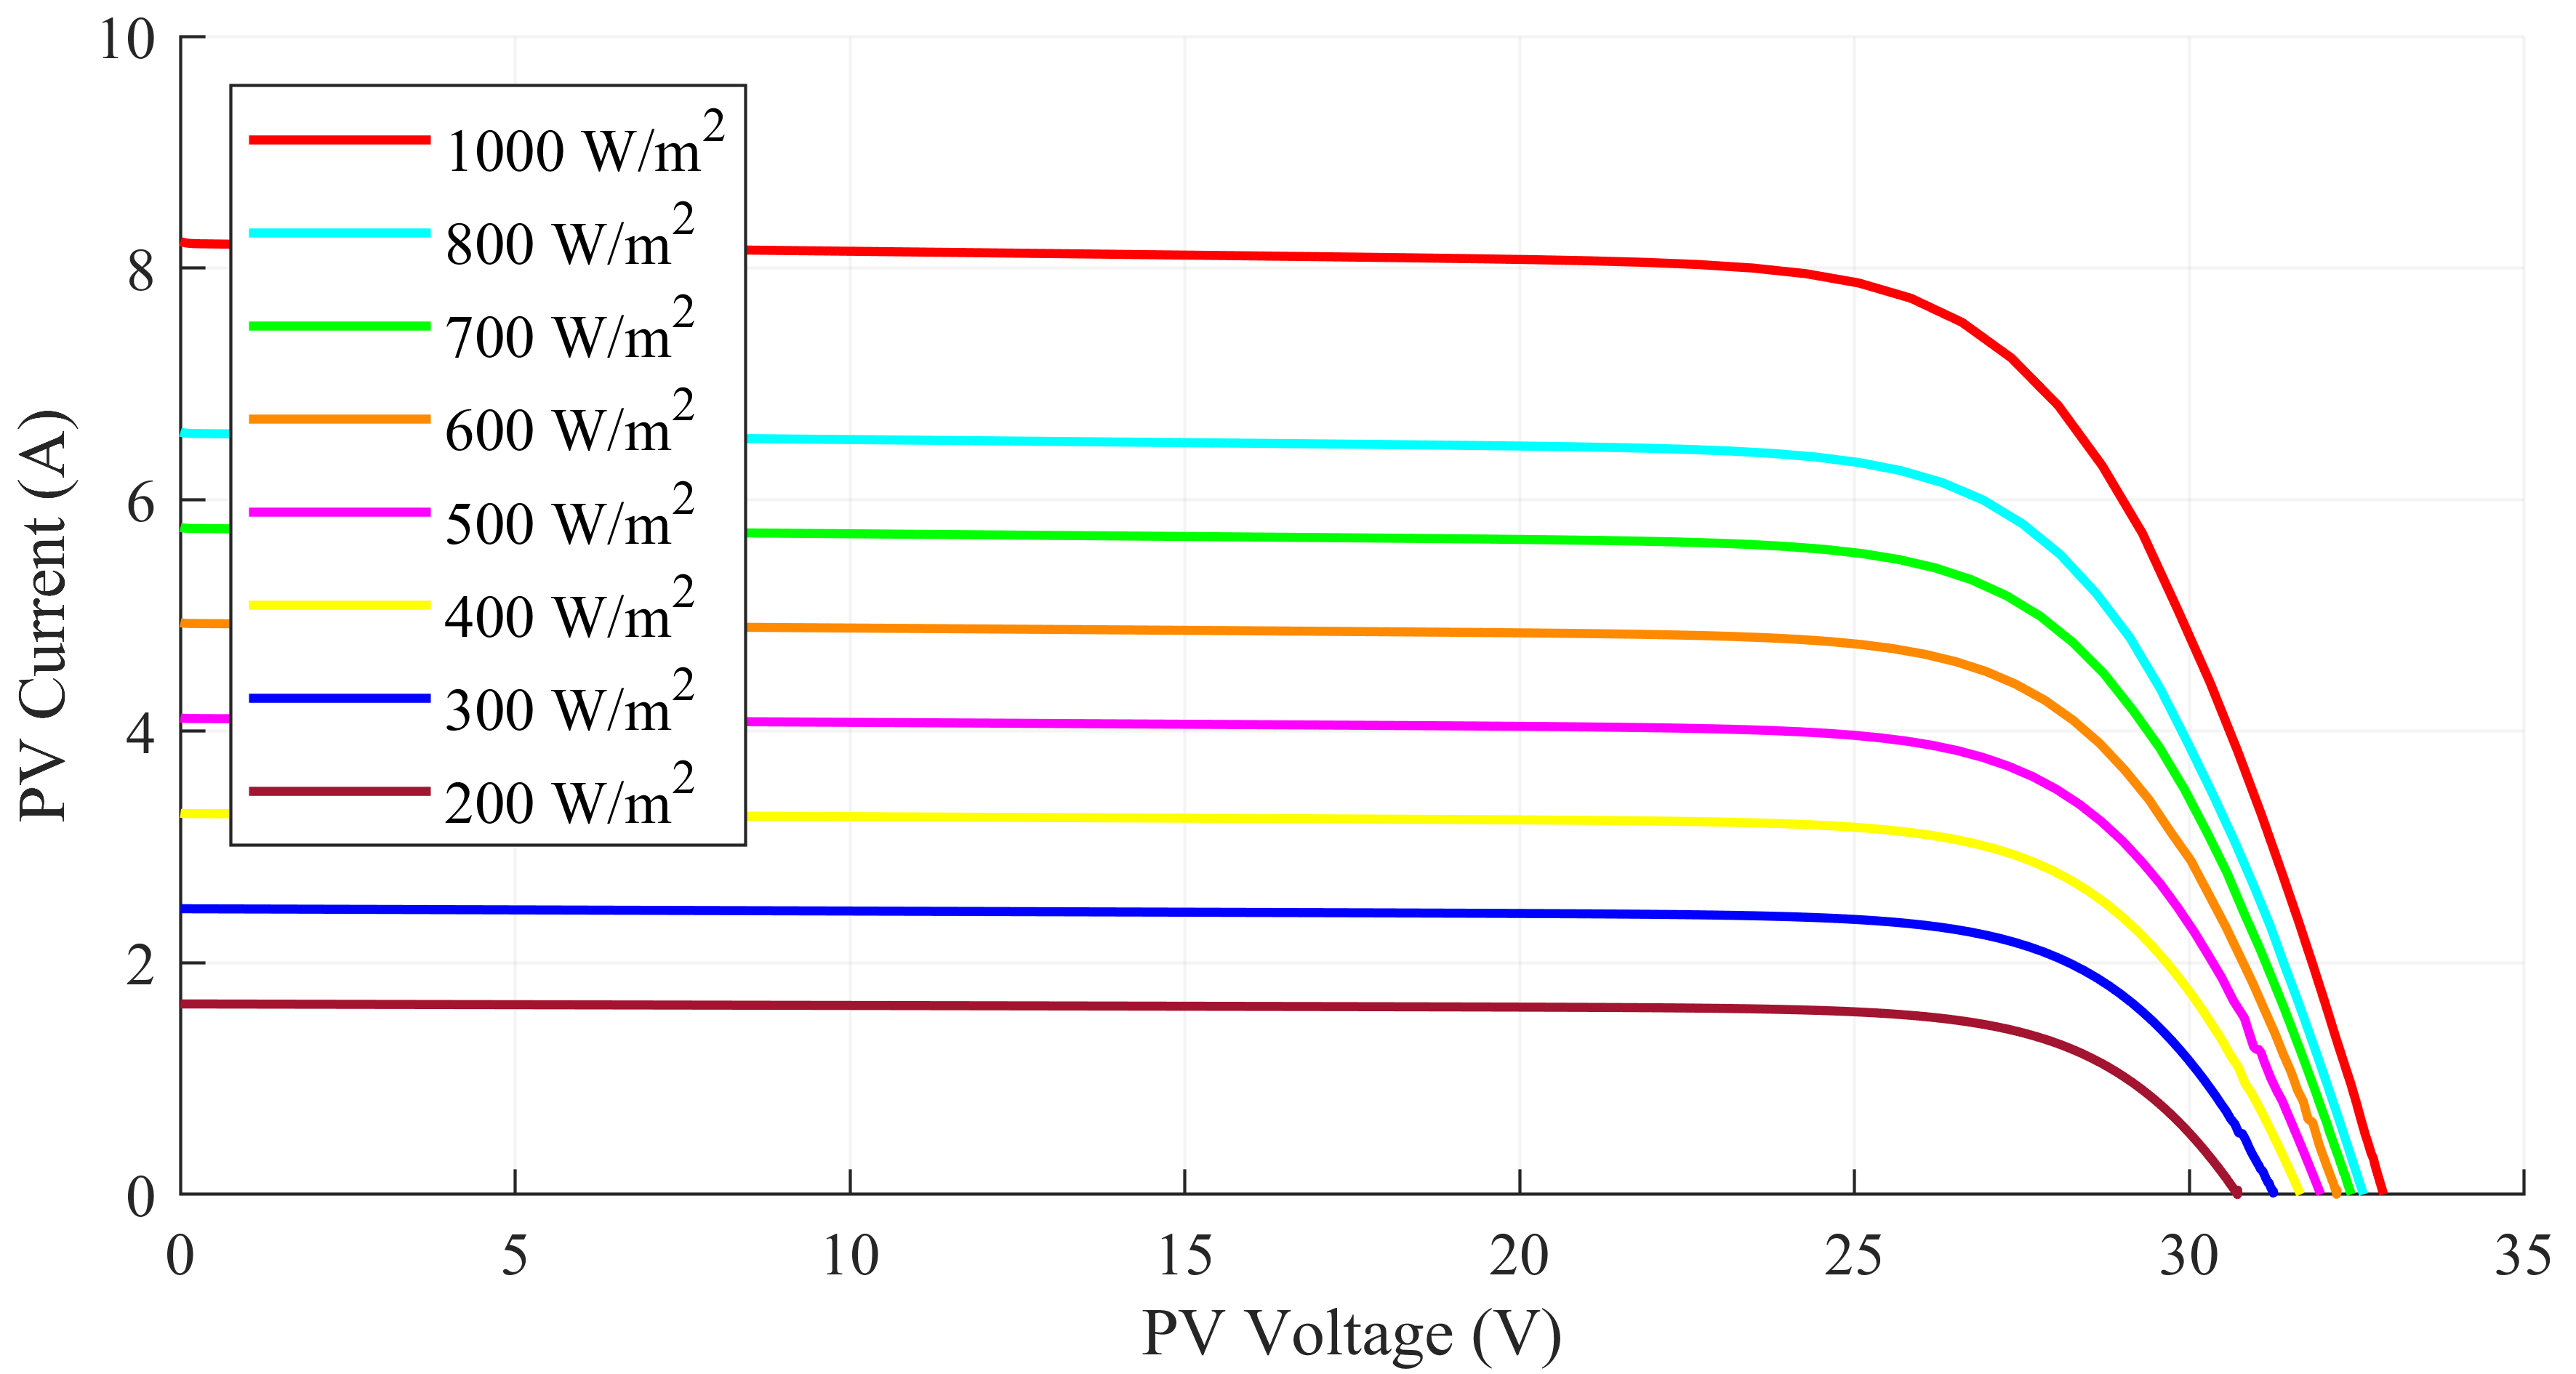 10
8
6
4
2
0
PV Current (A)
1000 W/m²
800 W/m²
700 W/m²
600 W/m²
500 W/m²
400 W/m²
300 W/m²
200 W/m²
0 5 10 15 20 25 30 35
PV Voltage (V)